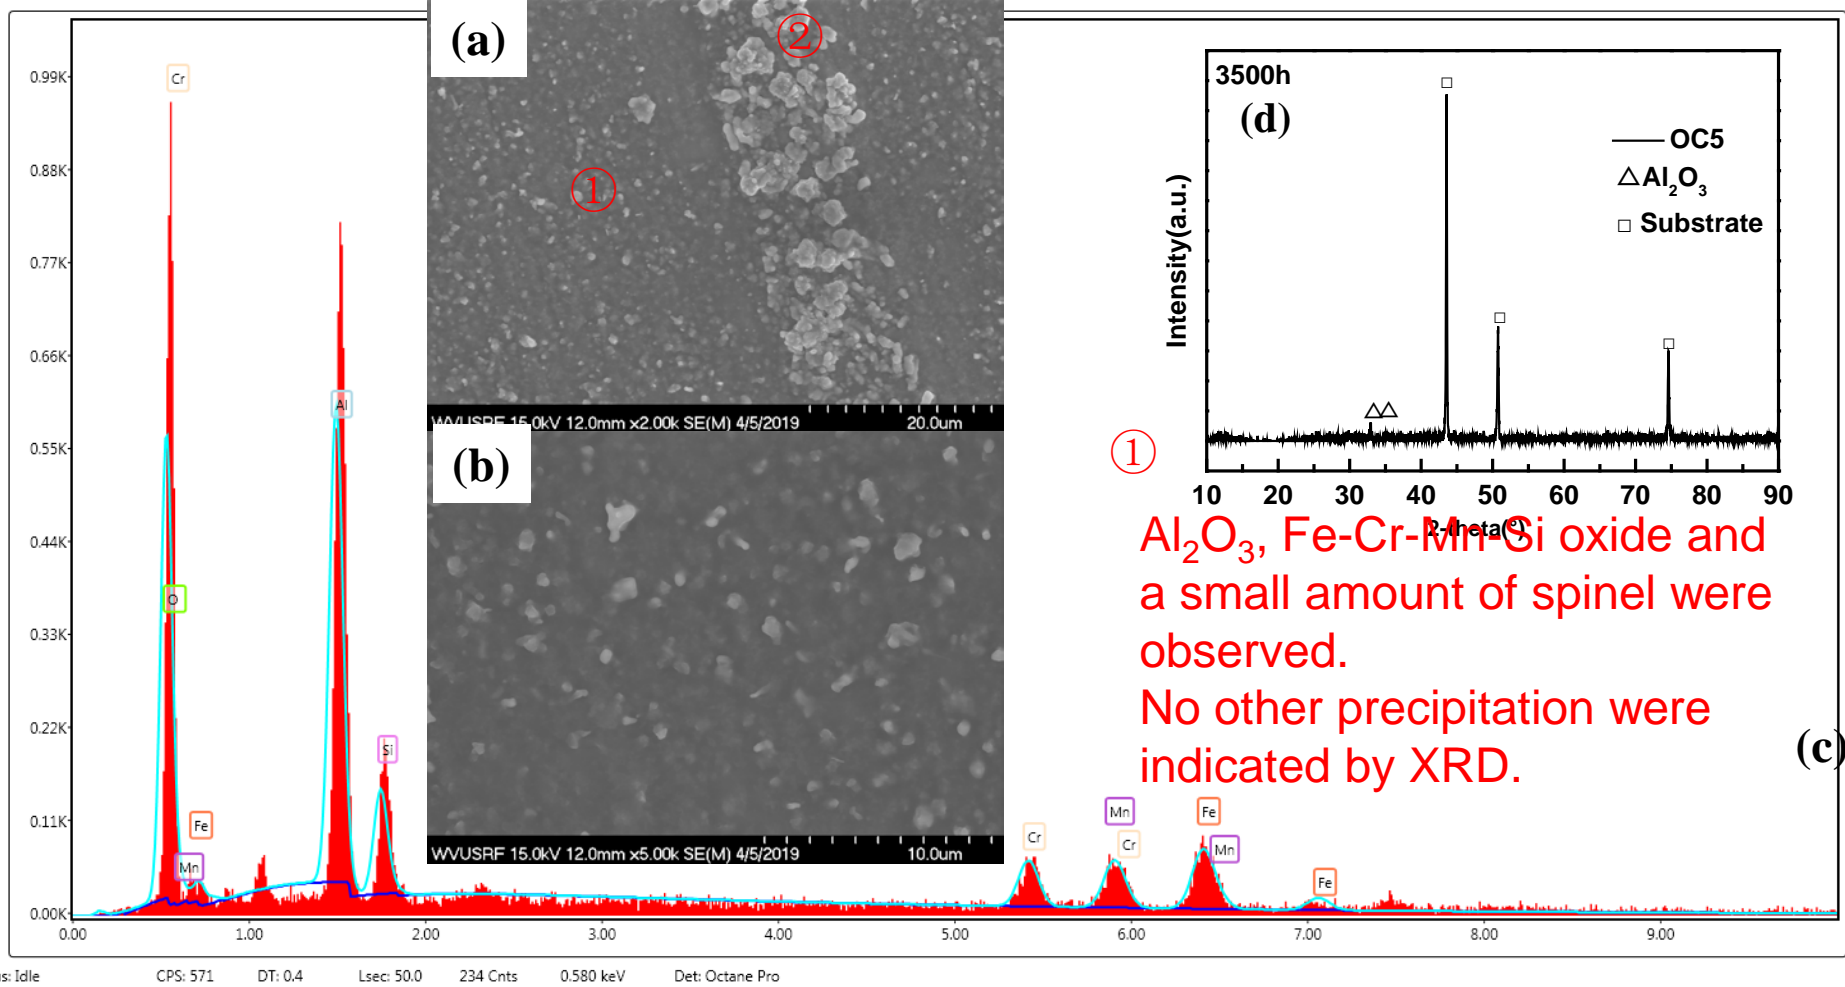 (a)
②
①
WVUSRF 15.0kV 12.0mm x2.00k SE(M) 4/5/2019
20.0um
(b)
WVUSRF 15.0kV 12.0mm x5.00k SE(M) 4/5/2019
10.0um
3500h
(d)
OC5
Al₂O₃
Substrate
Intensity(a.u.)
10 20 30 40 50 60 70 80 90
2-theta(°)
①
Al₂O₃, Fe-Cr-Mn-Si oxide and
a small amount of spinel were
observed.
No other precipitation were
indicated by XRD.
(c)
0.99K
0.88K
0.77K
0.66K
0.55K
0.44K
0.33K
0.22K
0.11K
0.00K
Cr
O
Fe
Mn
Al
Si
Cr
Mn
Cr
Fe
Mn
Fe
0.00 1.00 2.00 3.00 4.00 5.00 6.00 7.00 8.00 9.00
us: Idle CPS: 571 DT: 0.4 Lsec: 50.0 234 Cnts 0.580 keV Det: Octane Pro